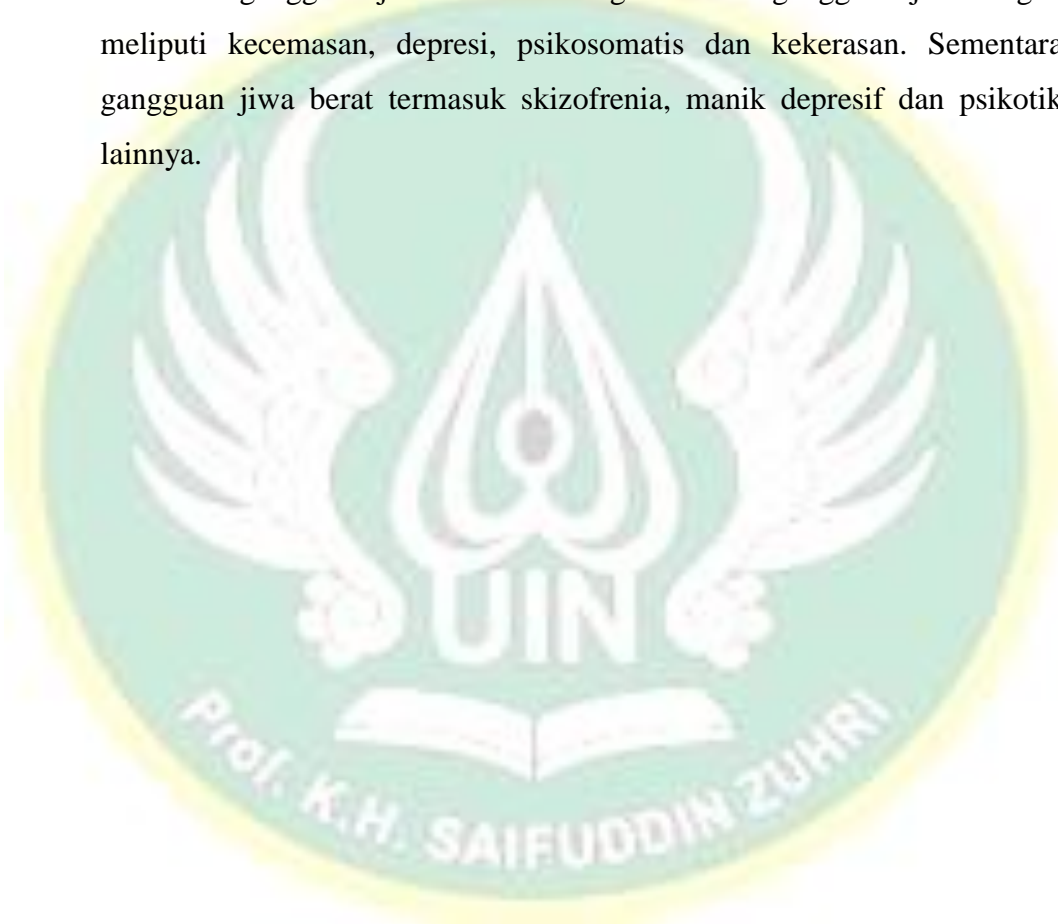 meliputi kecemasan, depresi, psikosomatis dan kekerasan. Sementara
gangguan jiwa berat termasuk skizofrenia, manik depresif dan psikotik
lainnya.
UIN
Prof. K.H. SAIFUDDIN ZUHRI